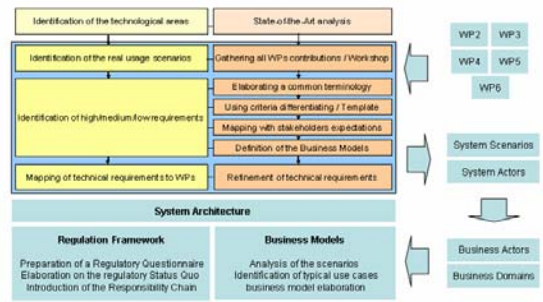 Identification of the technological areas
State-of-the-Art analysis
Identification of the real usage scenarios
Gathering all WPs contributions / Workshop
Elaborating a common terminology
Using criteria differentiating / Template
Identification of high/medium/low requirements
Mapping with stakeholders expectations
Definition of the Business Models
Mapping of technical requirements to WPs
Refinement of technical requirements
WP2
WP3
WP4
WP5
WP6
System Scenarios
System Actors
Business Actors
Business Domains
System Architecture
Regulation Framework
Preparation of a Regulatory Questionnaire
Elaboration on the regulatory Status Quo
Introduction of the Responsibility Chain
Business Models
Analysis of the scenarios
Identification of typical use cases
business model elaboration